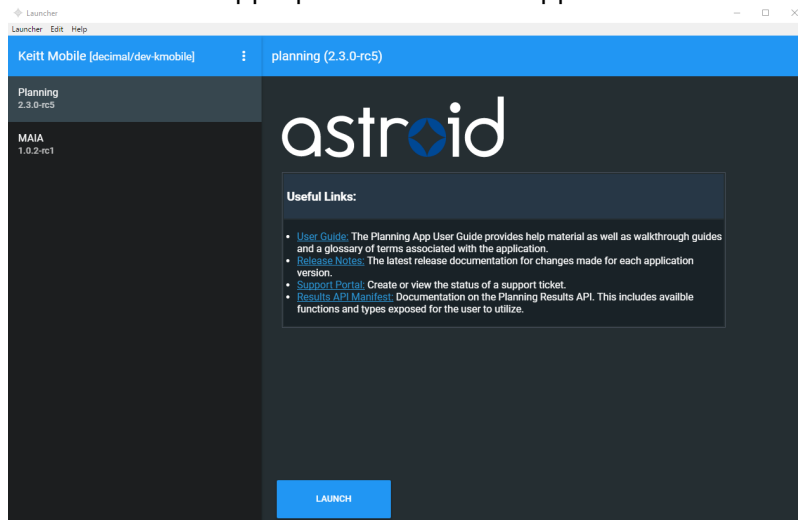 Launcher
Launcher Edit Help
Keitt Mobile [decimal/dev-kmobile]
planning (2.3.0-rc5)
Planning
2.3.0-rc5
MAIA
1.0.2-rc1
astroid
Useful Links:
• User Guide: The Planning App User Guide provides help material as well as walkthrough guides
and a glossary of terms associated with the application.
• Release Notes: The latest release documentation for changes made for each application
version.
• Support Portal: Create or view the status of a support ticket.
• Results API Manifest: Documentation on the Planning Results API. This includes availble
functions and types exposed for the user to utilize.
LAUNCH